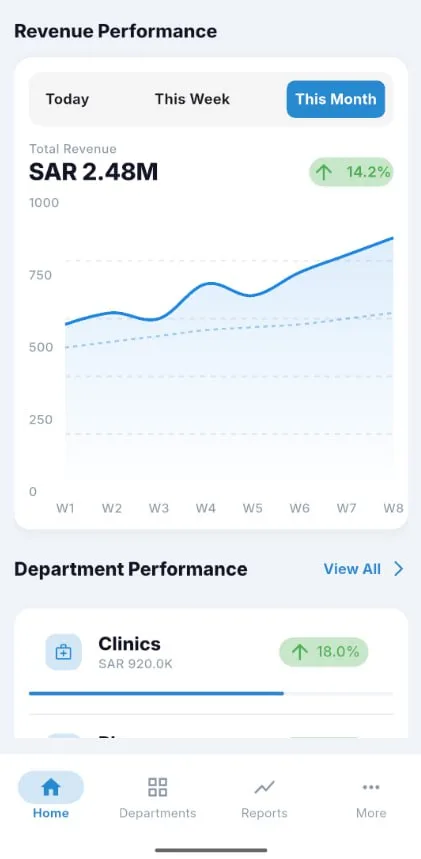 Revenue Performance
Today This Week This Month
Total Revenue
SAR 2.48M
14.2%
1000
750
500
250
0
W1 W2 W3 W4 W5 W6 W7 W8
Department Performance View All
Clinics
SAR 920.0K
18.0%
Home Departments Reports More